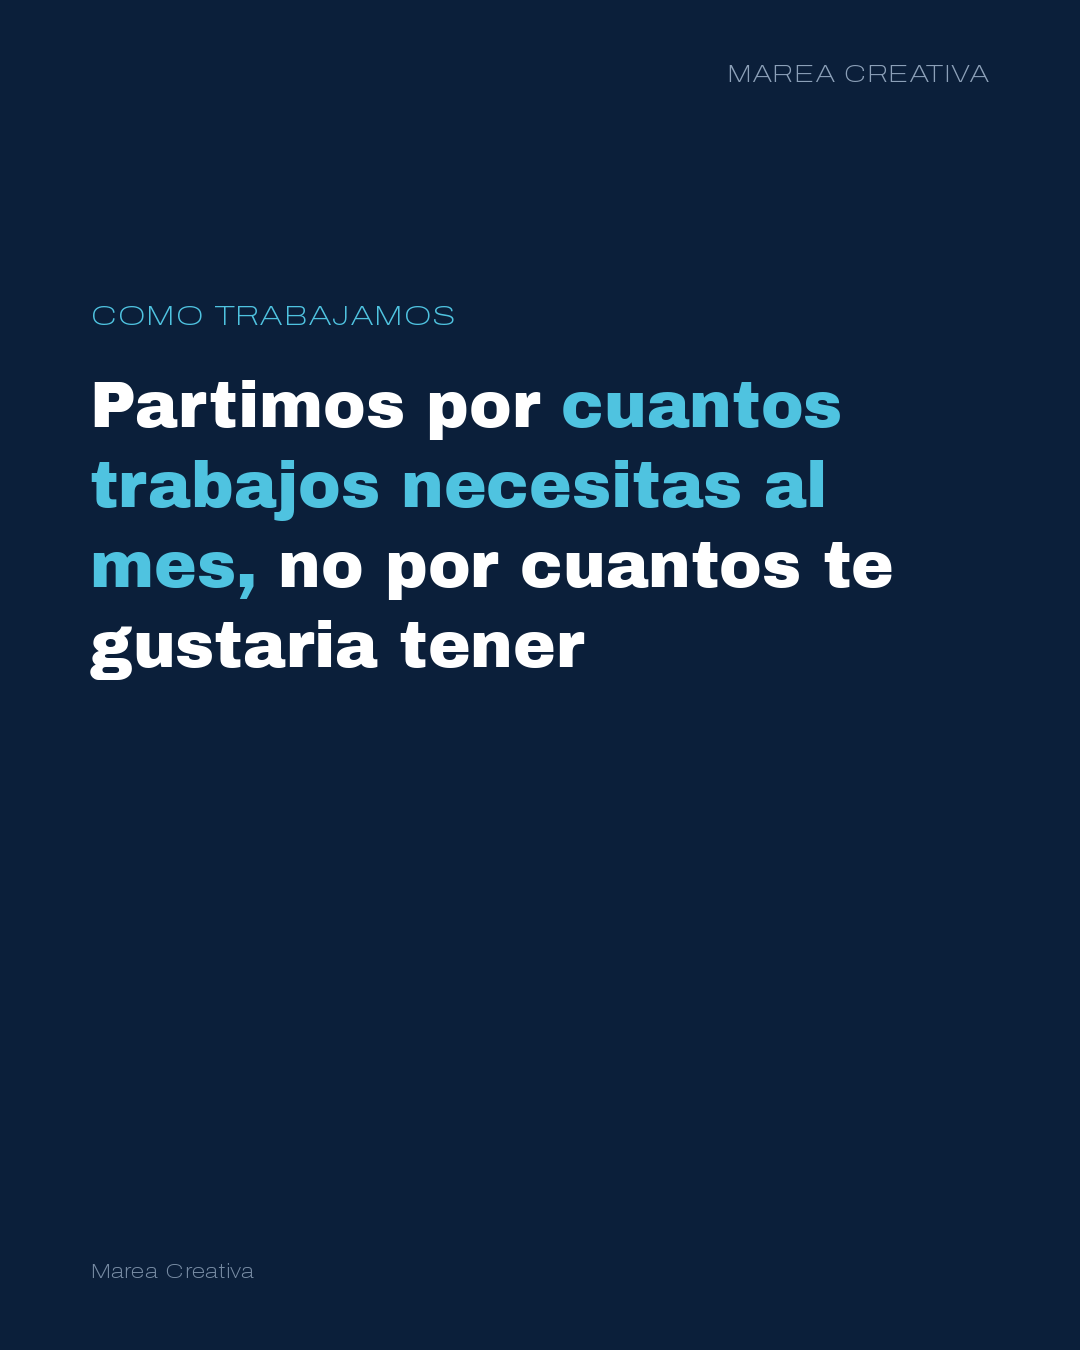 MAREA CREATIVA
COMO TRABAJAMOS
Partimos por cuantos
trabajos necesitas al
mes, no por cuantos te
gustaria tener
Marea Creativa